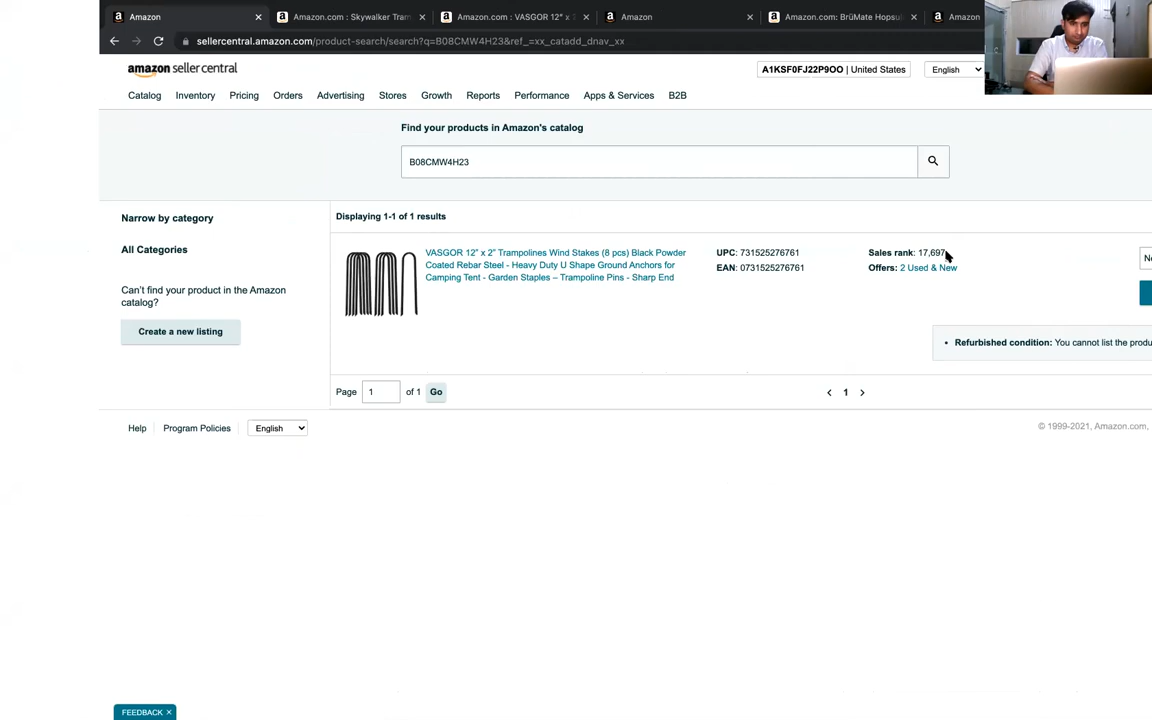 Amazon
Amazon.com : Skywalker Tram
Amazon.com : VASGOR 12" x
Amazon
Amazon.com: BrüMate Hopsul
Amazon
sellercentral.amazon.com/product-search/search?q=B08CMW4H23&ref_=xx_catadd_dnav_xx
amazon seller central
A1KSF0FJ22P9OO | United States
English
Catalog Inventory Pricing Orders Advertising Stores Growth Reports Performance Apps & Services B2B
Find your products in Amazon's catalog
B08CMW4H23
Narrow by category
All Categories
Can't find your product in the Amazon
catalog?
Create a new listing
Displaying 1-1 of 1 results
VASGOR 12" x 2" Trampolines Wind Stakes (8 pcs) Black Powder
Coated Rebar Steel - Heavy Duty U Shape Ground Anchors for
Camping Tent - Garden Staples – Trampoline Pins - Sharp End
UPC: 731525276761
EAN: 0731525276761
Sales rank: 17,697
Offers: 2 Used & New
Refurbished condition: You cannot list the produ
Page 1 of 1 Go
1
Help Program Policies English
© 1999-2021, Amazon.com,
FEEDBACK ×